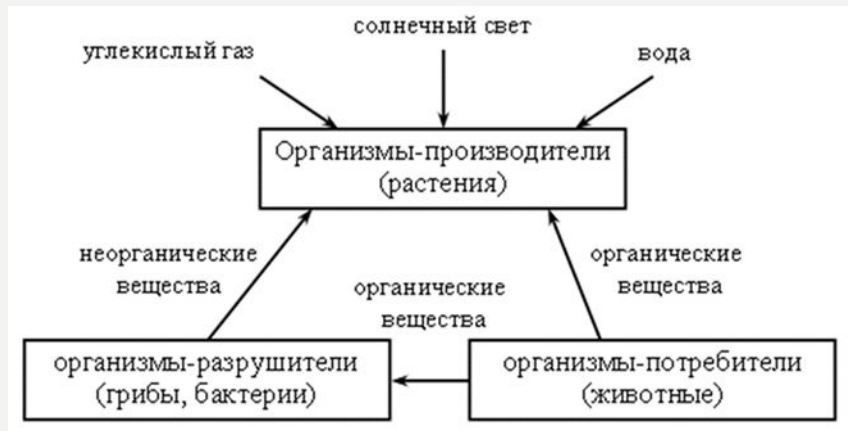 солнечный свет
углекислый газ
вода
Организмы-производители
(растения)
неорганические
вещества
органические
вещества
органические
вещества
организмы-разрушители
(грибы, бактерии)
организмы-потребители
(животные)